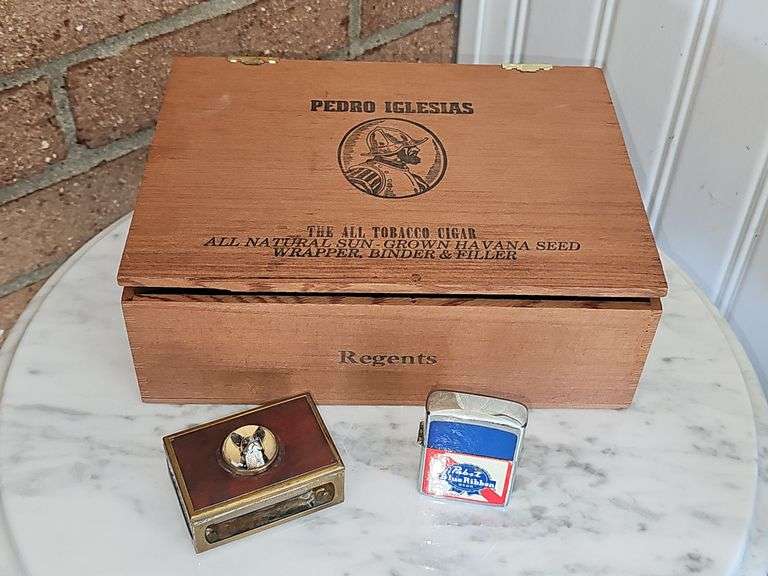 PEDRO IGLESIAS
THE ALL TOBACCO CIGAR
ALL NATURAL SUN-GROWN HAVANA SEED
WRAPPER, BINDER & FILLER
Regents
Pabst
Blue Ribbon